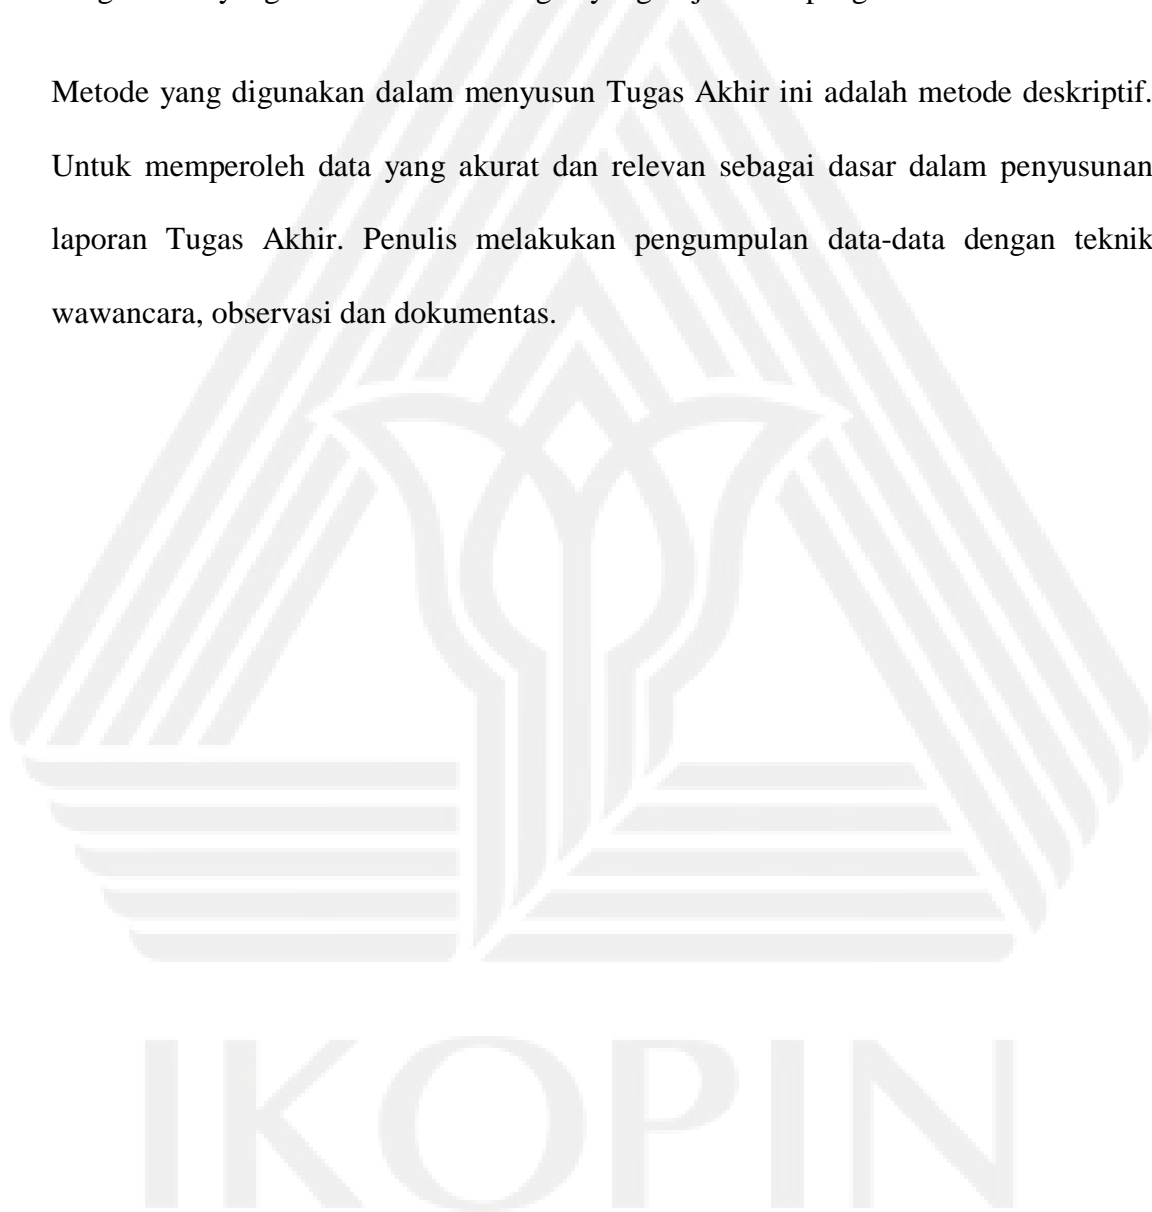 Metode yang digunakan dalam menyusun Tugas Akhir ini adalah metode deskriptif.
Untuk memperoleh data yang akurat dan relevan sebagai dasar dalam penyusunan
laporan Tugas Akhir. Penulis melakukan pengumpulan data-data dengan teknik
wawancara, observasi dan dokumentas.
IKOPIN